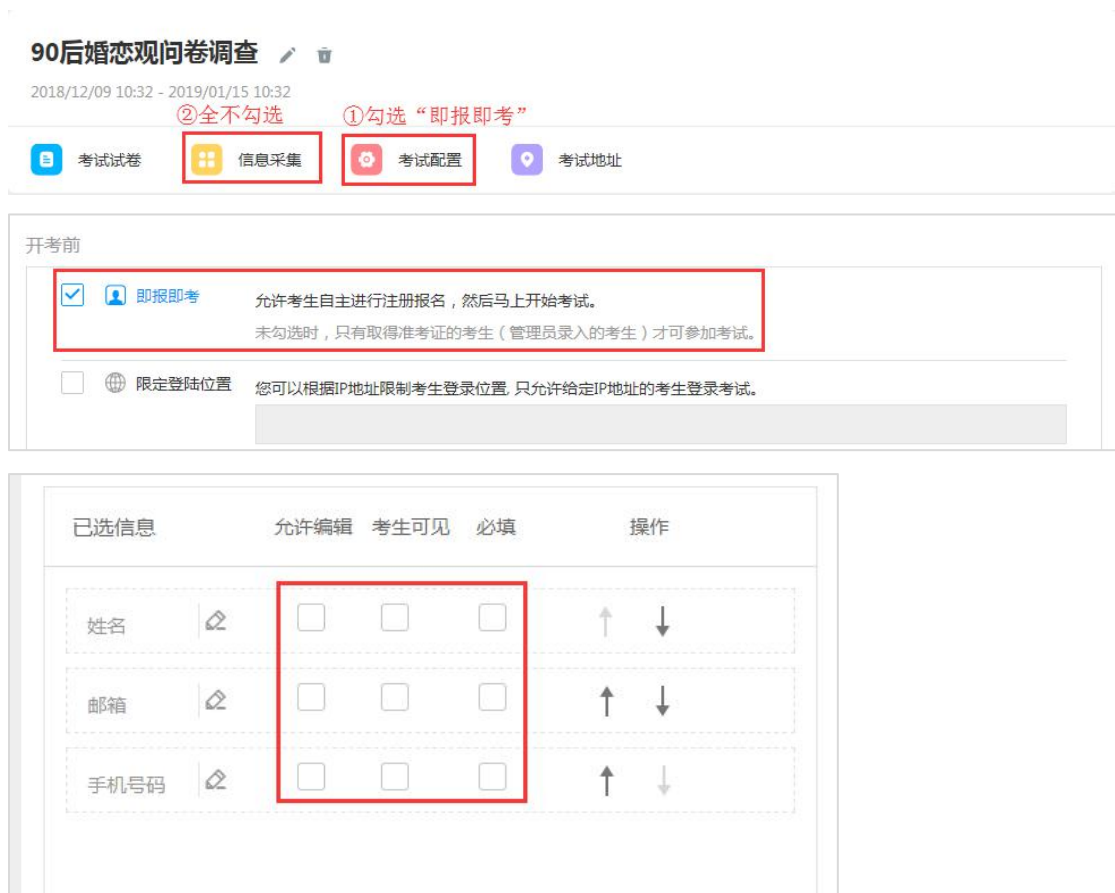 90后婚恋观问卷调查
2018/12/09 10:32 - 2019/01/15 10:32
②全不勾选 ①勾选“即报即考”
考试试卷 信息采集 考试配置 考试地址
开考前
即报即考 允许考生自主进行注册报名，然后马上开始考试。
未勾选时，只有取得准考证的考生（管理员录入的考生）才可参加考试。
限定登陆位置 您可以根据IP地址限制考生登录位置, 只允许给定IP地址的考生登录考试。
已选信息 允许编辑 考生可见 必填 操作
姓名
邮箱
手机号码